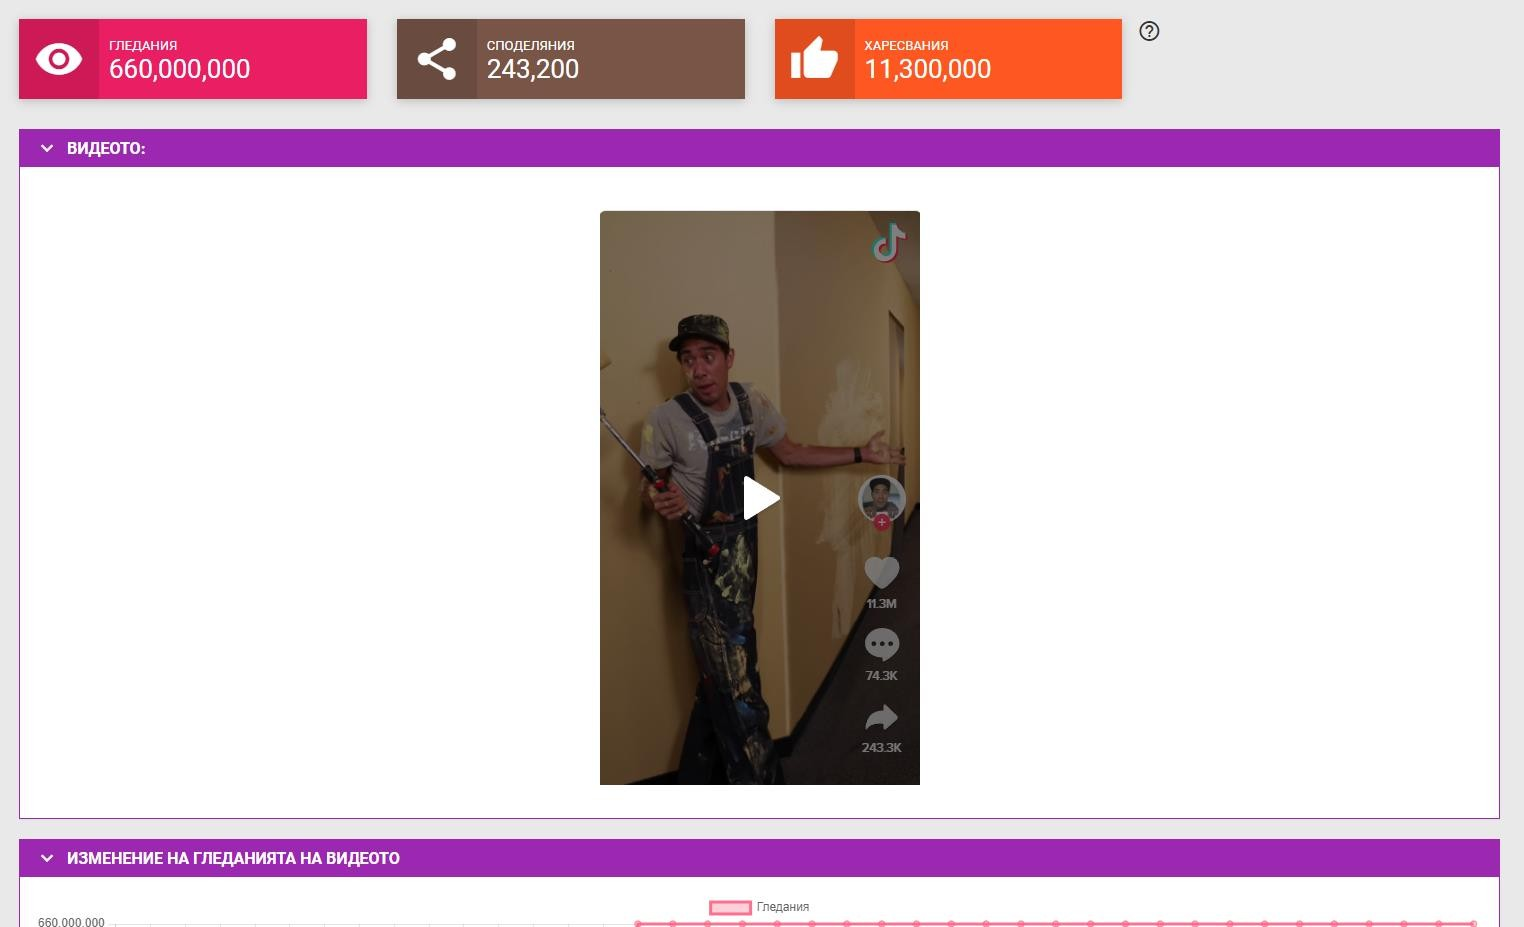 ГЛЕДАНИЯ
660,000,000
СПОДЕЛЯНИЯ
243,200
ХАРЕСВАНИЯ
11,300,000
ВИДЕОТО:
11.3M
74.3K
243.3K
ИЗМЕНЕНИЕ НА ГЛЕДАНИЯТА НА ВИДЕОТО
Гледания
660,000,000